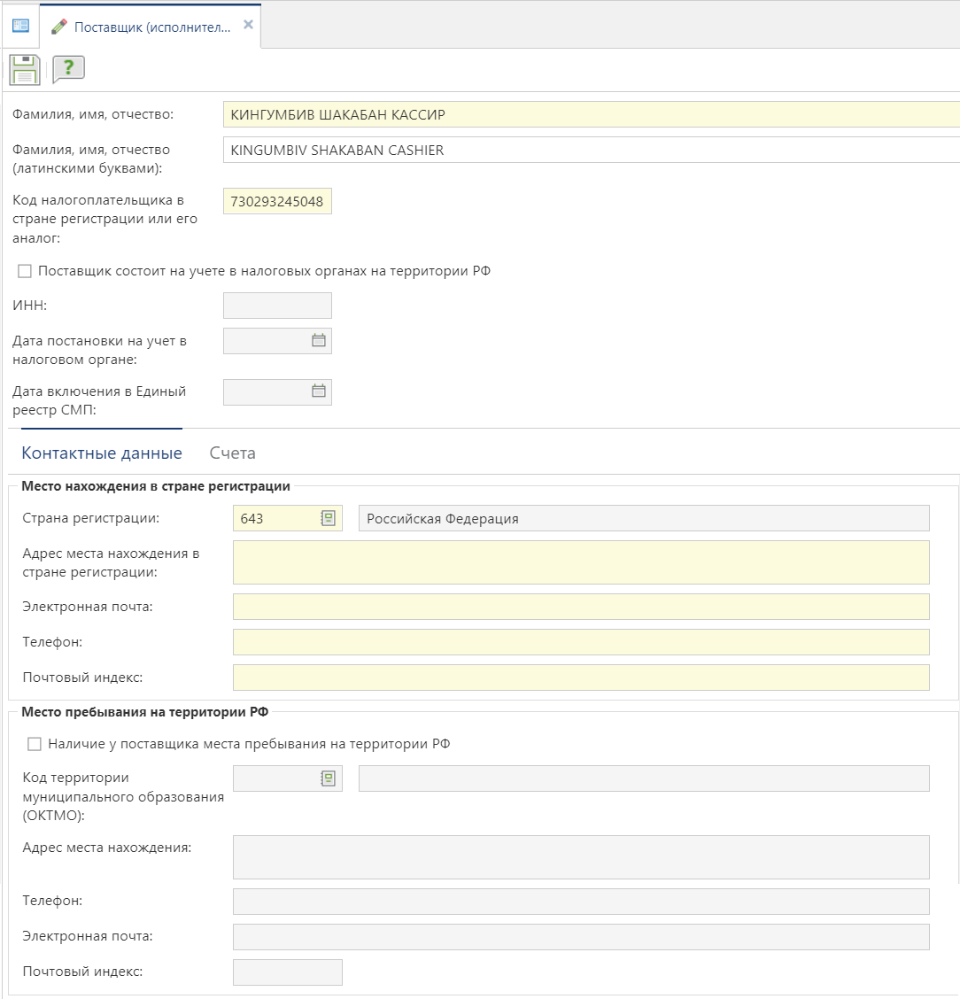 Поставщик (исполнител...
?
Фамилия, имя, отчество:
КИНГУМБИВ ШАКАБАН КАССИР
Фамилия, имя, отчество
(латинскими буквами):
KINGUMBIV SHAKABAN CASHIER
Код налогоплательщика в
стране регистрации или его
аналог:
730293245048
Поставщик состоит на учете в налоговых органах на территории РФ
ИНН:
Дата постановки на учет в
налоговом органе:
Дата включения в Единый
реестр СМП:
Контактные данные
Счета
Место нахождения в стране регистрации
Страна регистрации:
643
Российская Федерация
Адрес места нахождения в
стране регистрации:
Электронная почта:
Телефон:
Почтовый индекс:
Место пребывания на территории РФ
Наличие у поставщика места пребывания на территории РФ
Код территории
муниципального образования
(ОКТМО):
Адрес места нахождения:
Телефон:
Электронная почта:
Почтовый индекс: